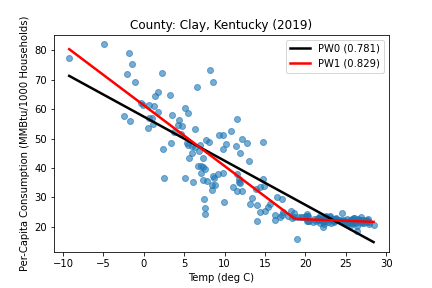 County: Clay, Kentucky (2019)
PW0 (0.781)
PW1 (0.829)
Per-Capita Consumption (MMBtu/1000 Households)
80
70
60
50
40
30
20
−10 −5 0 5 10 15 20 25 30
Temp (deg C)